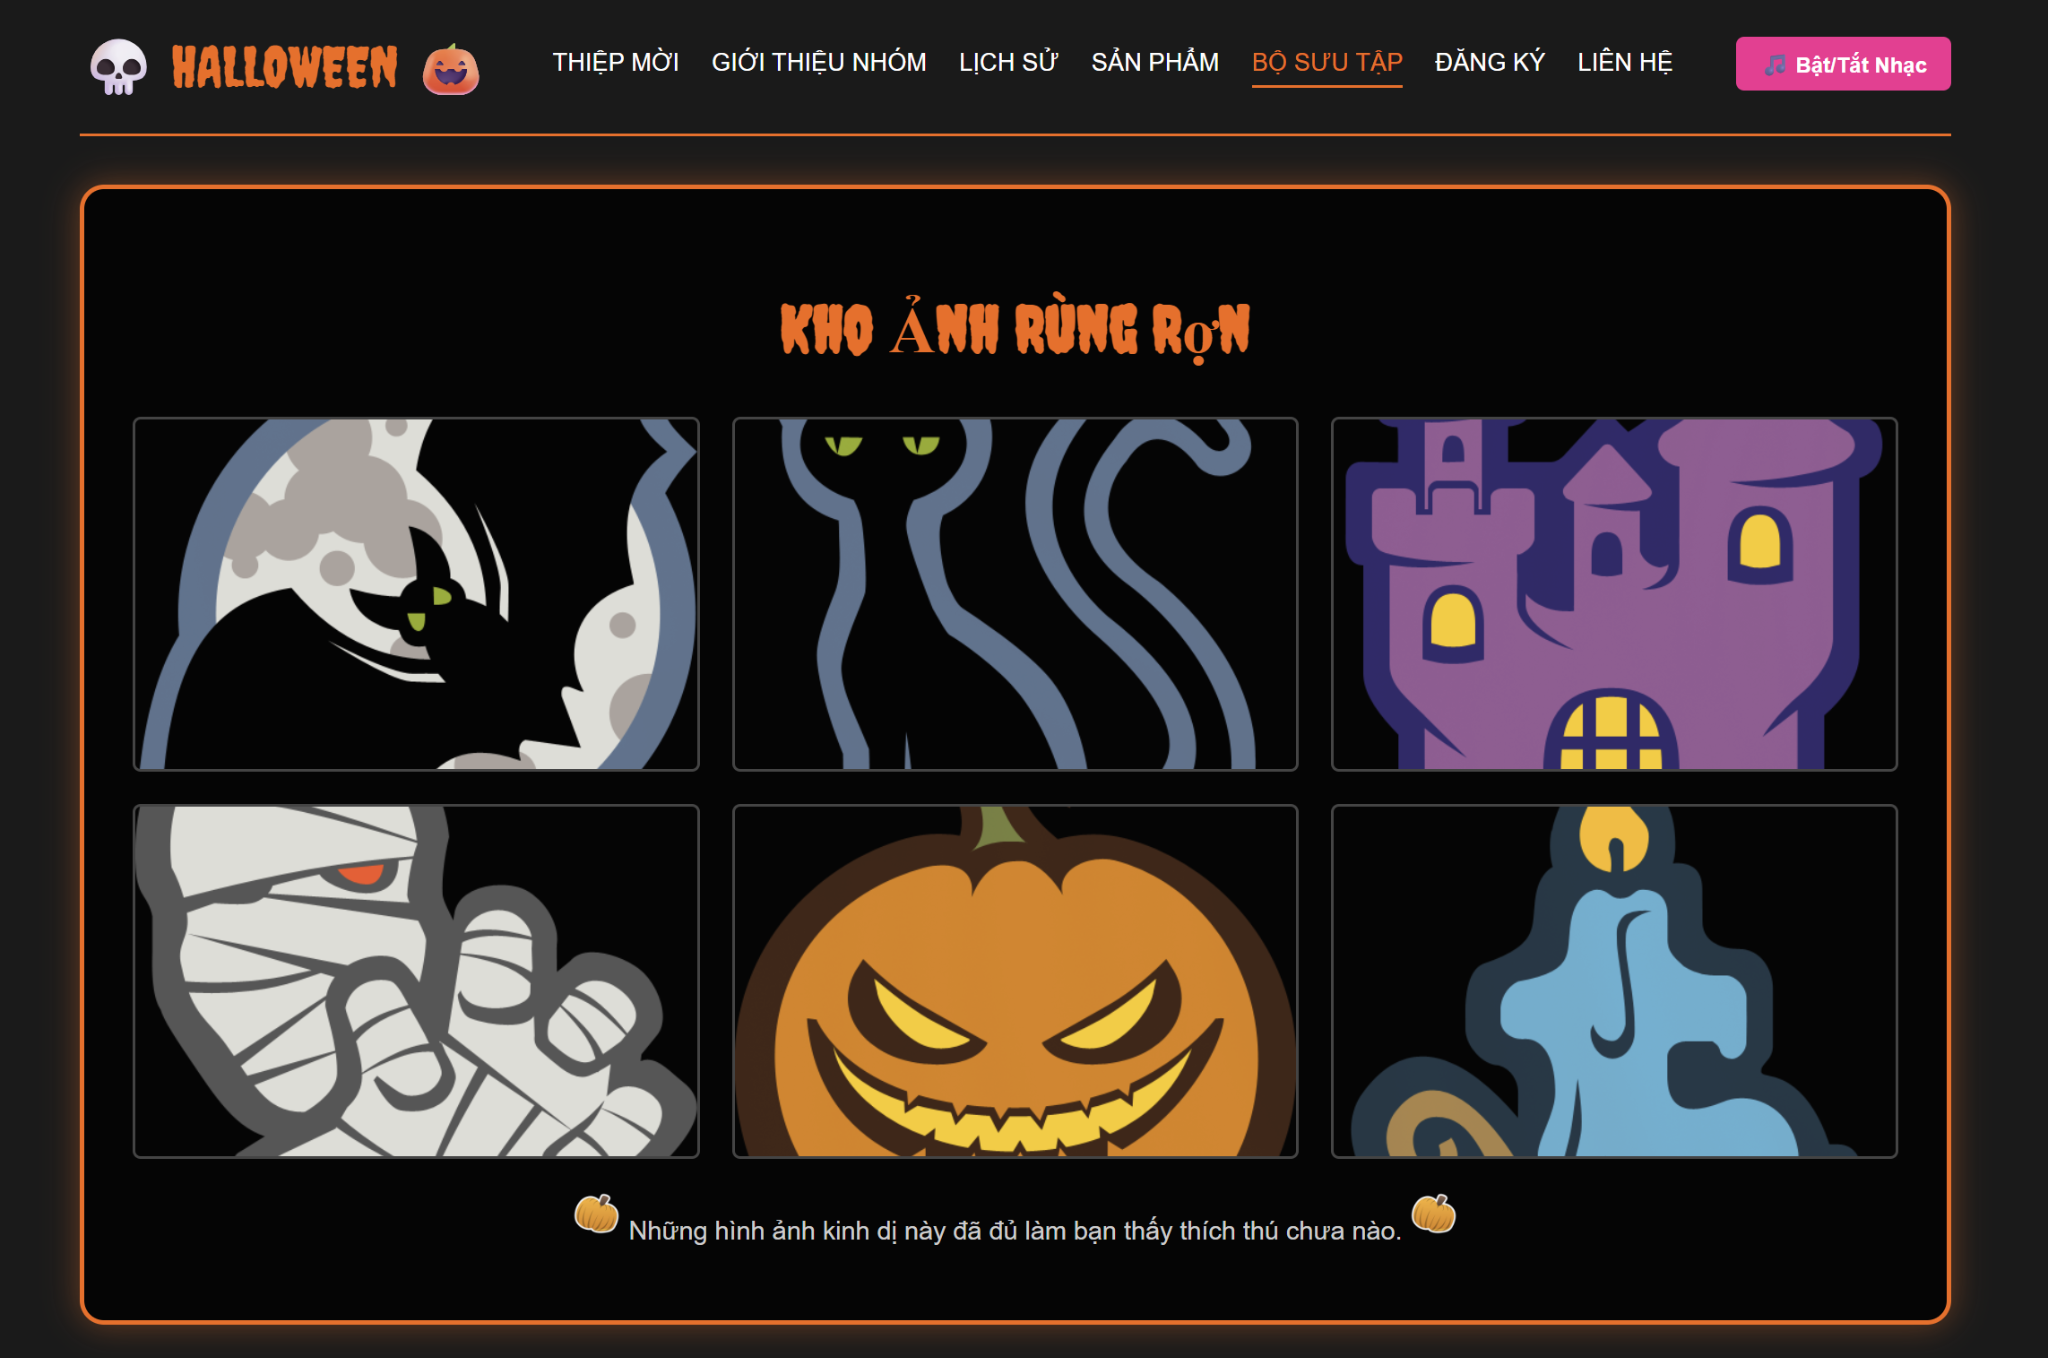 HALLOWEEN
THIỆP MỜI
GIỚI THIỆU NHÓM
LỊCH SỬ
SẢN PHẨM
BỘ SƯU TẬP
ĐĂNG KÝ
LIÊN HỆ
🎵 Bật/Tắt Nhạc
KHO ẢNH RÙNG RỢN
Những hình ảnh kinh dị này đã đủ làm bạn thấy thích thú chưa nào.